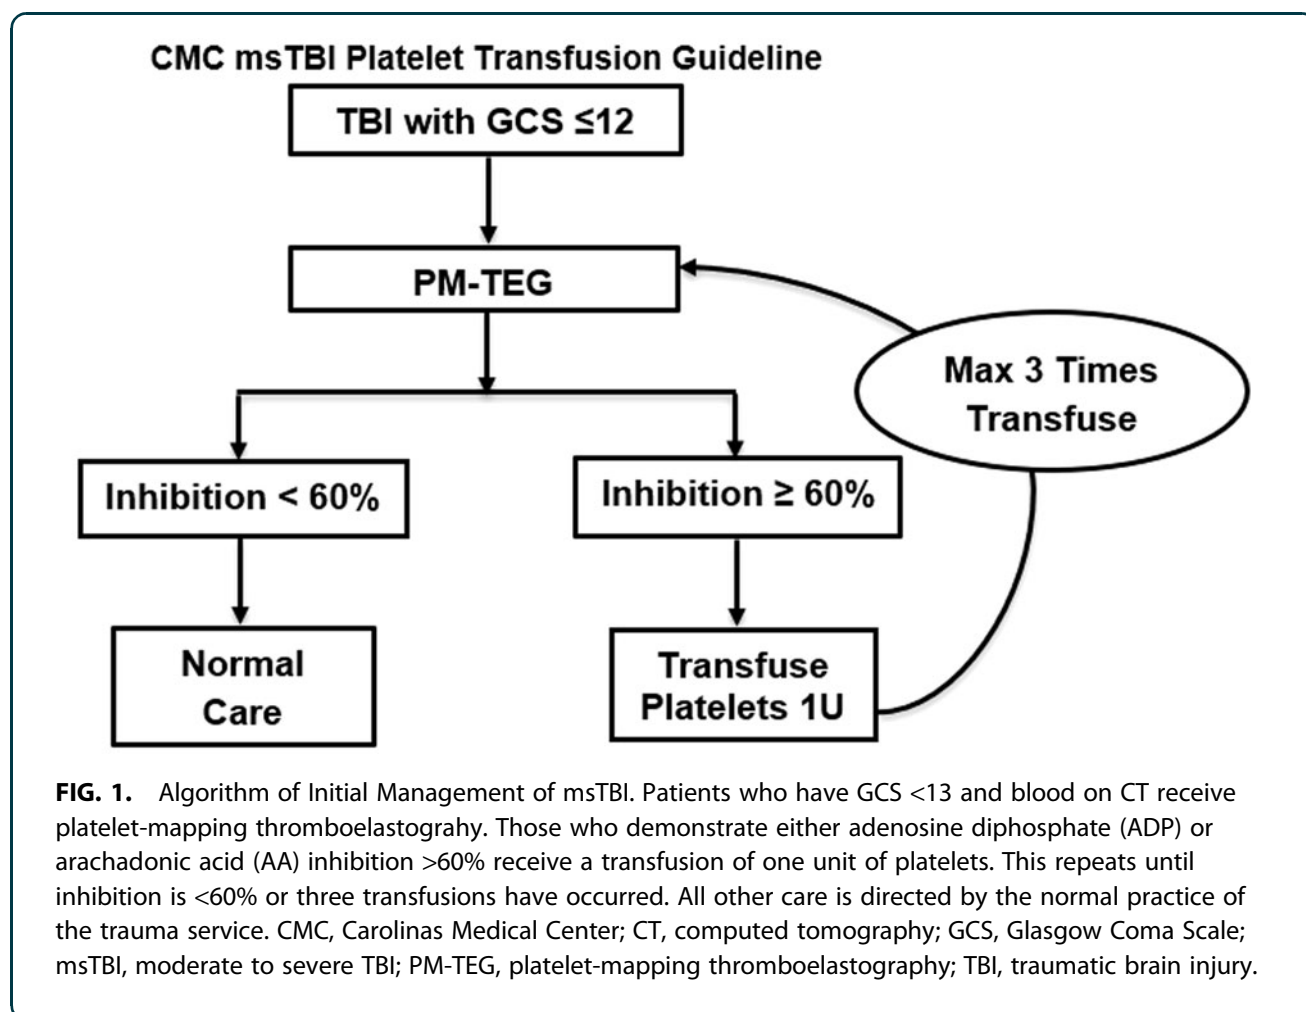 CMC msTBI Platelet Transfusion Guideline
TBI with GCS ≤12
PM-TEG
Max 3 Times
Transfuse
Inhibition < 60%
Inhibition ≥ 60%
Normal
Care
Transfuse
Platelets 1U
FIG. 1. Algorithm of Initial Management of msTBI. Patients who have GCS <13 and blood on CT receive
platelet-mapping thromboelastograhy. Those who demonstrate either adenosine diphosphate (ADP) or
arachadonic acid (AA) inhibition >60% receive a transfusion of one unit of platelets. This repeats until
inhibition is <60% or three transfusions have occurred. All other care is directed by the normal practice of
the trauma service. CMC, Carolinas Medical Center; CT, computed tomography; GCS, Glasgow Coma Scale;
msTBI, moderate to severe TBI; PM-TEG, platelet-mapping thromboelastography; TBI, traumatic brain injury.